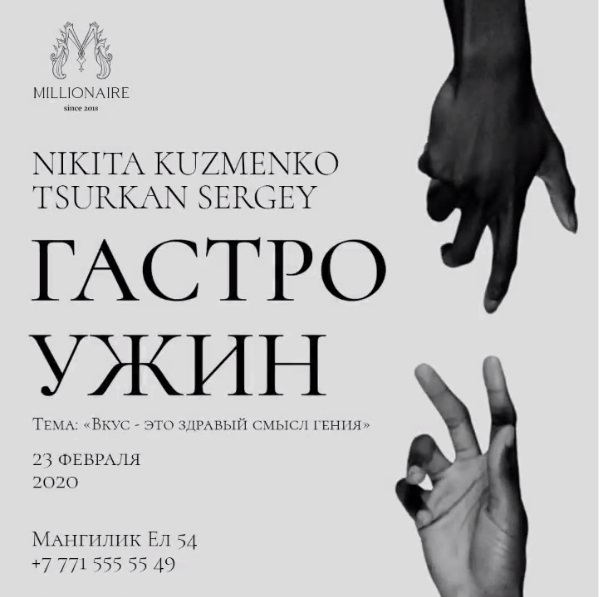 MILLIONAIRE
since 2018
NIKITA KUZMENKO
TSURKAN SERGEY
ГАСТРО
УЖИН
Тема: «Вкус - это здравый смысл гения»
23 февраля
2020
Мангилик Ел 54
+7 771 555 55 49